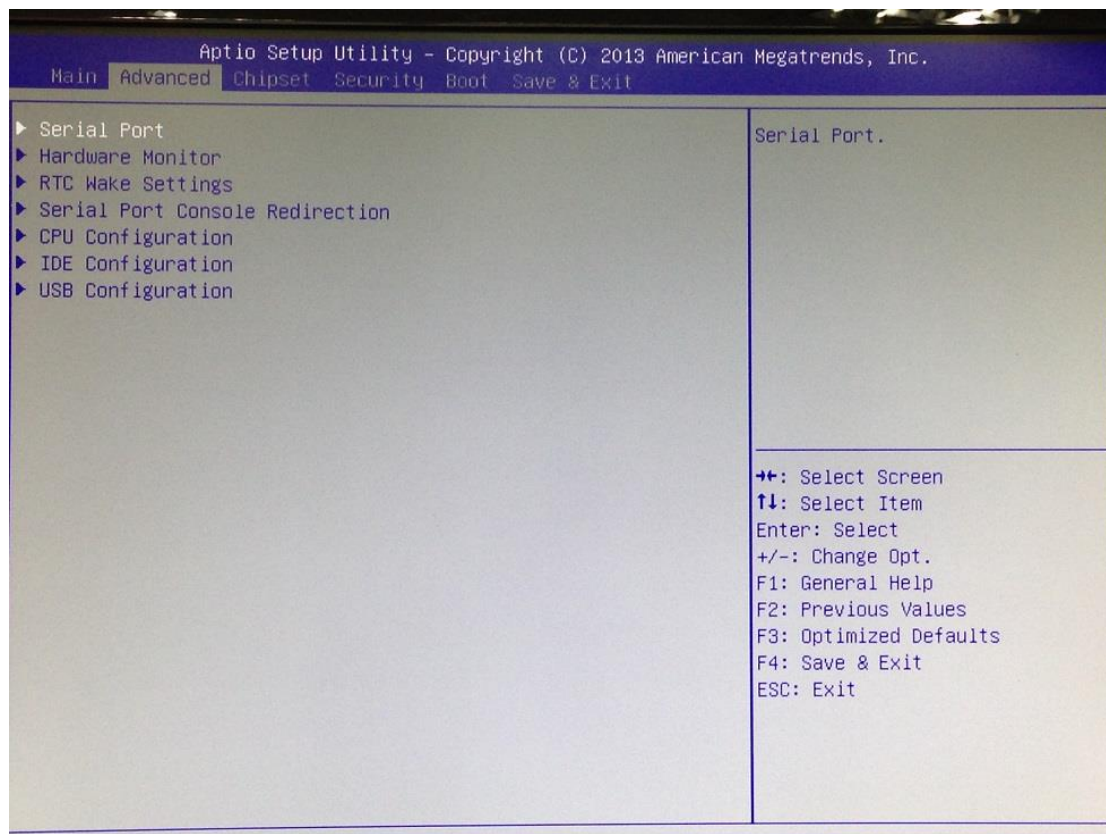 Aptio Setup Utility – Copyright (C) 2013 American Megatrends, Inc.
Main Advanced Chipset Security Boot Save & Exit
▶ Serial Port
▶ Hardware Monitor
▶ RTC Wake Settings
▶ Serial Port Console Redirection
▶ CPU Configuration
▶ IDE Configuration
▶ USB Configuration
Serial Port.
→←: Select Screen
↑↓: Select Item
Enter: Select
+/-: Change Opt.
F1: General Help
F2: Previous Values
F3: Optimized Defaults
F4: Save & Exit
ESC: Exit